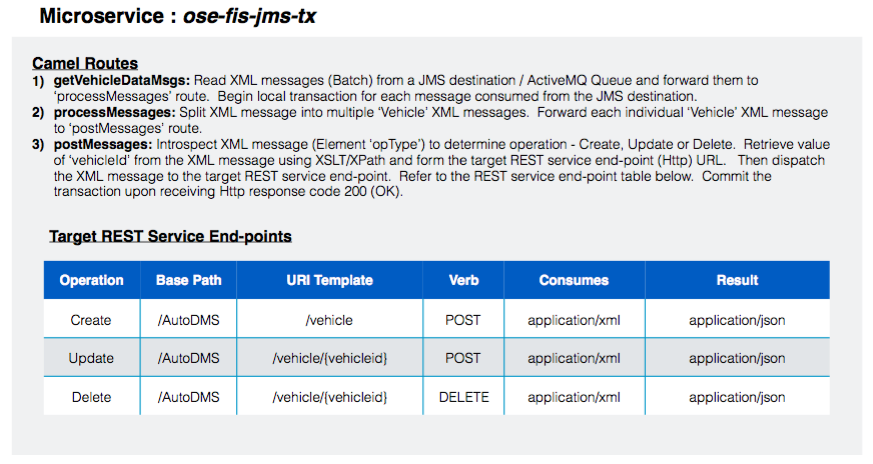 Microservice : ose-fis-jms-tx
Camel Routes
1) getVehicleDataMsgs: Read XML messages (Batch) from a JMS destination / ActiveMQ Queue and forward them to
'processMessages' route. Begin local transaction for each message consumed from the JMS destination.
2) processMessages: Split XML message into multiple 'Vehicle' XML messages. Forward each individual 'Vehicle' XML message
to 'postMessages' route.
3) postMessages: Introspect XML message (Element 'opType') to determine operation - Create, Update or Delete. Retrieve value
of 'vehicleId' from the XML message using XSLT/XPath and form the target REST service end-point (Http) URL. Then dispatch
the XML message to the target REST service end-point. Refer to the REST service end-point table below. Commit the
transaction upon receiving Http response code 200 (OK).
Target REST Service End-points
Operation Base Path URI Template Verb Consumes Result
Create /AutoDMS /vehicle POST application/xml application/json
Update /AutoDMS /vehicle/{vehicleid} POST application/xml application/json
Delete /AutoDMS /vehicle/{vehicleid} DELETE application/xml application/json